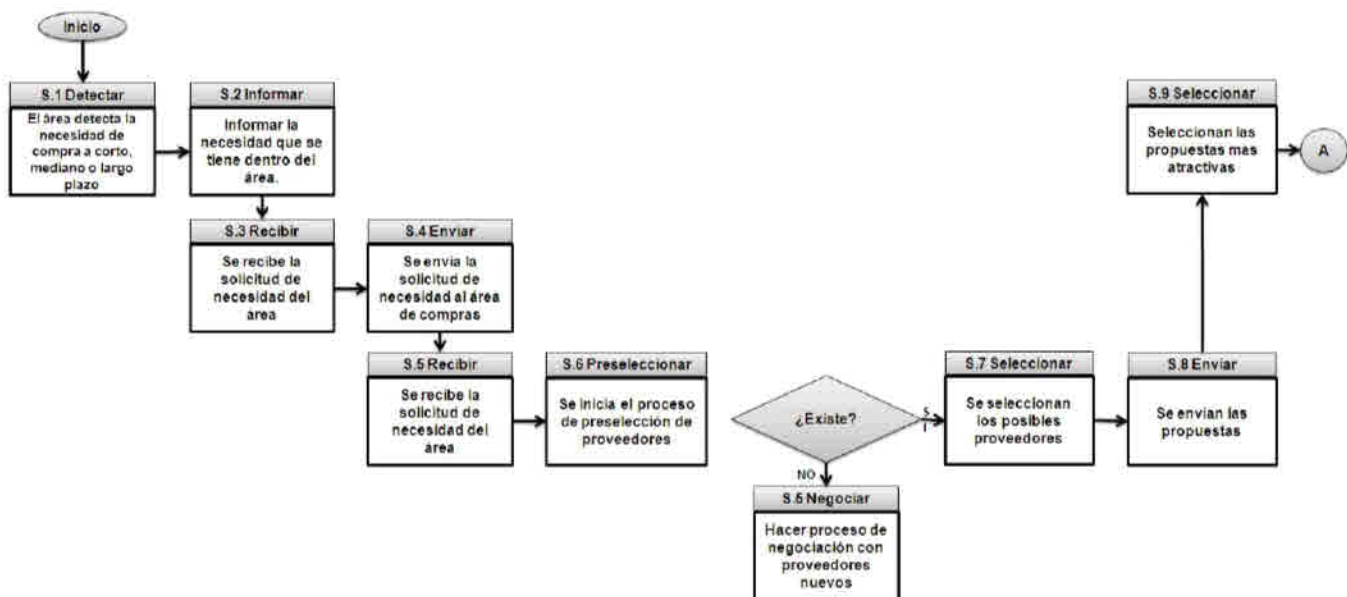 Inicio
S.1 Detectar
El área detecta la
necesidad de
compra a corto,
mediano o largo
plazo
S.2 Informar
Informar la
necesidad que se
tiene dentro del
área.
S.3 Recibir
Se recibe la
solicitud de
necesidad del
área
S.4 Enviar
Se envia la
solicitud de
necesidad al área
de compras
S.5 Recibir
Se recibe la
solicitud de
necesidad del
área
S.6 Preseleccionar
Se inicia el proceso
de preselección de
proveedores
¿Existe?
S
I
NO
S.6 Negociar
Hacer proceso de
negociación con
proveedores
nuevos
S.7 Seleccionar
Se seleccionan
los posibles
proveedores
S.8 Enviar
Se envian las
propuestas
S.9 Seleccionar
Seleccionan las
propuestas mas
atractivas
A